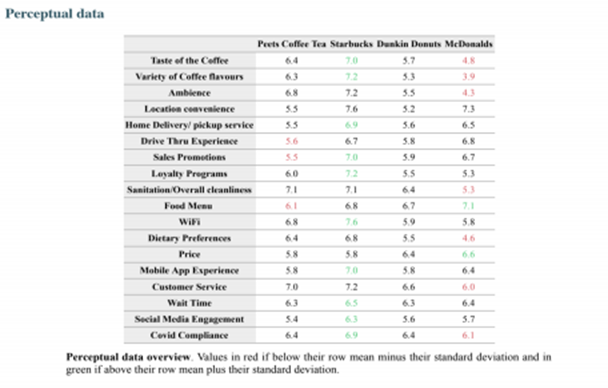 Perceptual data
Peets Coffee Tea Starbucks Dunkin Donuts McDonalds
Taste of the Coffee 6.4 7.0 5.7 4.8
Variety of Coffee flavours 6.3 7.2 5.3 3.9
Ambience 6.8 7.2 5.5 4.3
Location convenience 5.5 7.6 5.2 7.3
Home Delivery/ pickup service 5.5 6.9 5.6 6.5
Drive Thru Experience 5.6 6.7 5.8 6.8
Sales Promotions 5.5 7.0 5.9 6.7
Loyalty Programs 6.0 7.2 5.5 5.3
Sanitation/Overall cleanliness 7.1 7.1 6.4 5.3
Food Menu 6.1 6.8 6.7 7.1
WiFi 6.8 7.6 5.9 5.8
Dietary Preferences 6.4 6.8 5.5 4.6
Price 5.8 5.8 6.4 6.6
Mobile App Experience 5.8 7.0 5.8 6.4
Customer Service 7.0 7.2 6.6 6.0
Wait Time 6.3 6.5 6.3 6.4
Social Media Engagement 5.4 6.3 5.6 5.7
Covid Compliance 6.4 6.9 6.4 6.1
Perceptual data overview. Values in red if below their row mean minus their standard deviation and in
green if above their row mean plus their standard deviation.